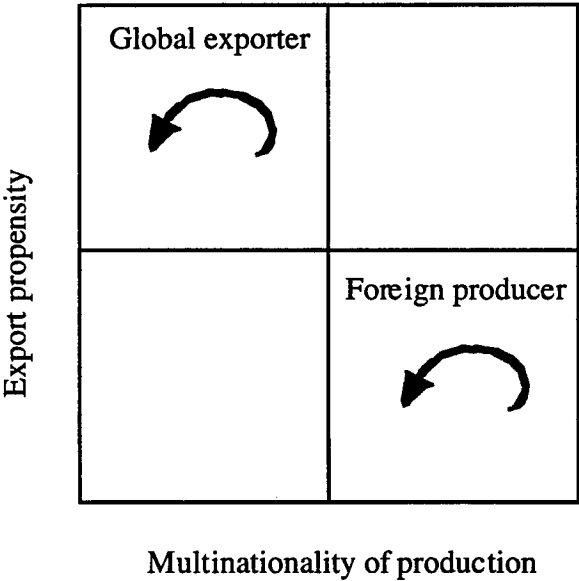 Global exporter
Export propensity
Foreign producer
Multinationality of production